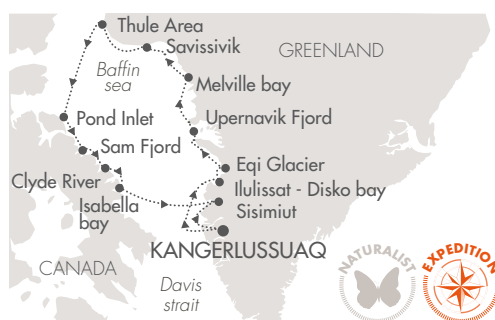 Thule Area
Savissivik
GREENLAND
Baffin
sea
Melville bay
Pond Inlet
Upernavik Fjord
Sam Fjord
Eqi Glacier
Clyde River
Ilulissat - Disko bay
Isabella
bay
Sisimiut
KANGERLUSSUAQ
CANADA
Davis
strait
NATURALIST
EXPEDITION